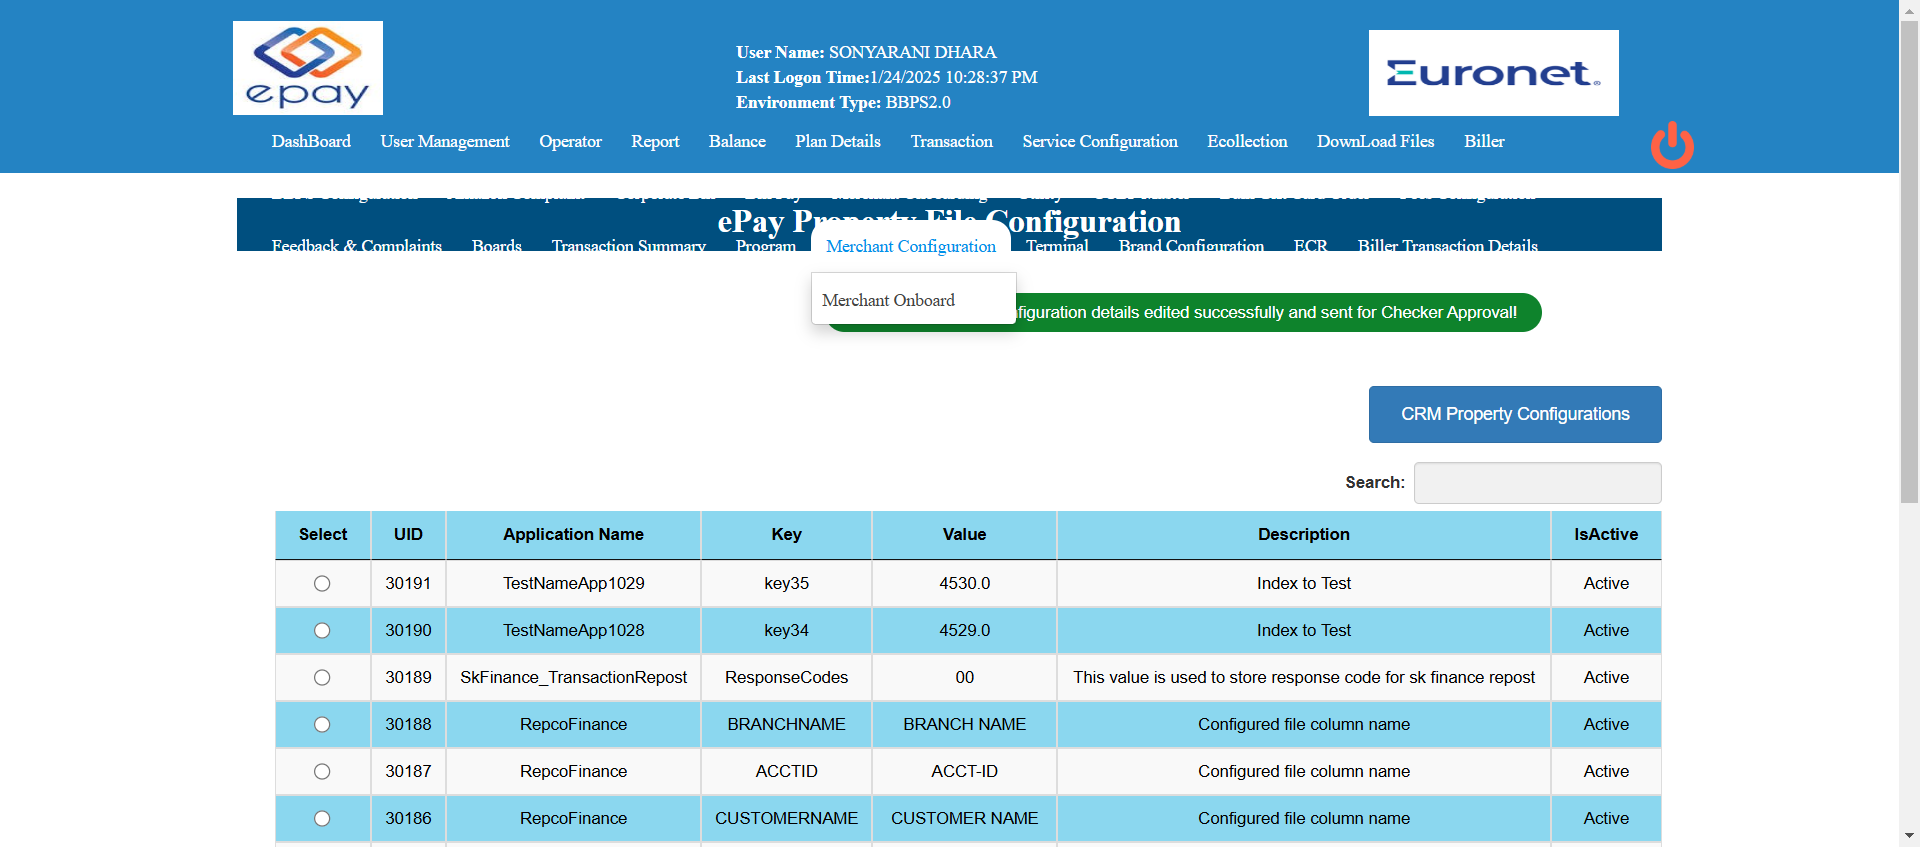 epay
User Name: SONYARANI DHARA
Last Logon Time:1/24/2025 10:28:37 PM
Environment Type: BBPS2.0
Euronet
DashBoard User Management Operator Report Balance Plan Details Transaction Service Configuration Ecollection DownLoad Files Biller
ePay Property File Configuration
Feedback & Complaints Boards Transaction Summary Program Merchant Configuration Terminal Brand Configuration ECR Biller Transaction Details
Merchant Onboard
figuration details edited successfully and sent for Checker Approval!
CRM Property Configurations
Search:
Select UID Application Name Key Value Description IsActive
30191 TestNameApp1029 key35 4530.0 Index to Test Active
30190 TestNameApp1028 key34 4529.0 Index to Test Active
30189 SkFinance_TransactionRepost ResponseCodes 00 This value is used to store response code for sk finance repost Active
30188 RepcoFinance BRANCHNAME BRANCH NAME Configured file column name Active
30187 RepcoFinance ACCTID ACCT-ID Configured file column name Active
30186 RepcoFinance CUSTOMERNAME CUSTOMER NAME Configured file column name Active